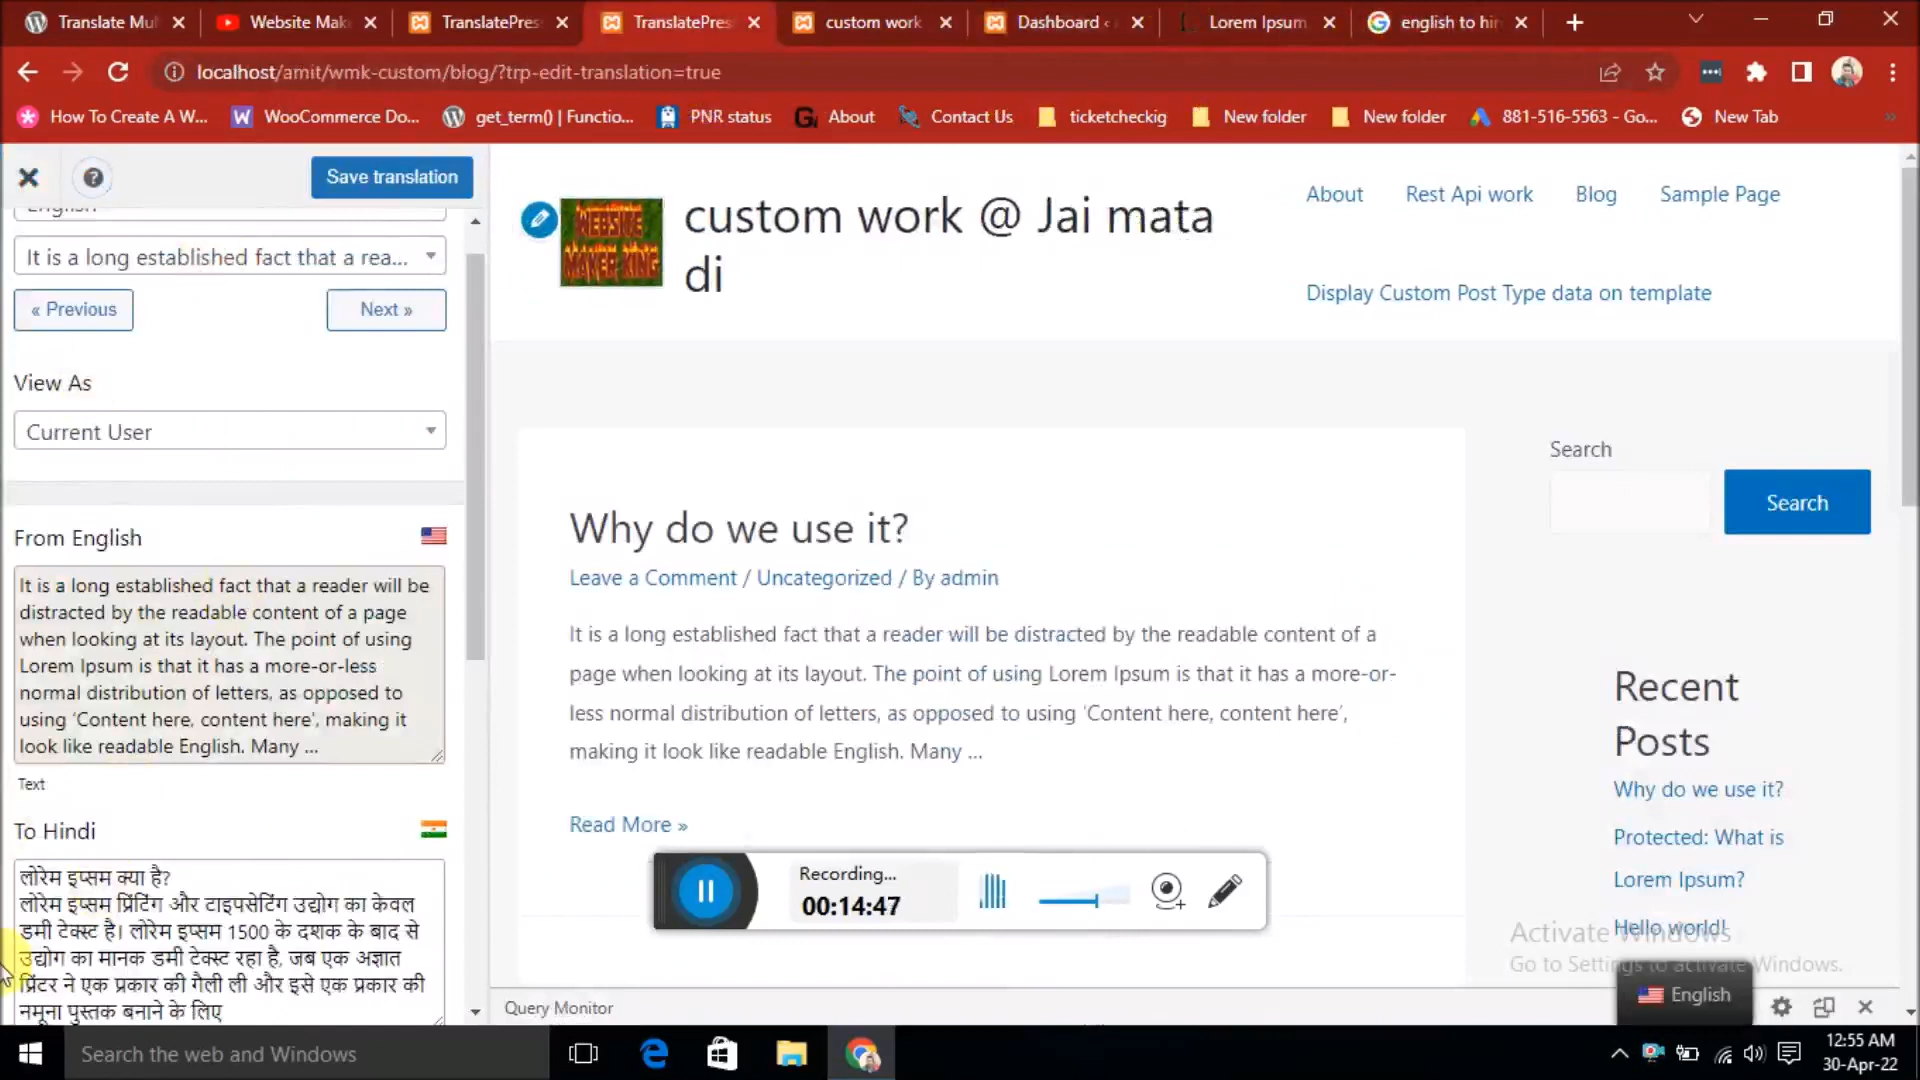 Translate Mul
Website Mak
TranslatePres
TranslatePres
custom work
Dashboard ‹
Lorem Ipsum
english to hin
localhost/amit/wmk-custom/blog/?trp-edit-translation=true
How To Create A W...
WooCommerce Do...
get_term() | Functio...
PNR status
About
Contact Us
ticketcheckig
New folder
New folder
881-516-5563 - Go...
New Tab
Save translation
English
It is a long established fact that a rea...
« Previous
Next »
View As
Current User
From English
It is a long established fact that a reader will be
distracted by the readable content of a page
when looking at its layout. The point of using
Lorem Ipsum is that it has a more-or-less
normal distribution of letters, as opposed to
using ‘Content here, content here’, making it
look like readable English. Many ...
Text
To Hindi
लोरेम इप्सम क्या है?
लोरेम इप्सम प्रिंटिंग और टाइपसेटिंग उद्योग का केवल
डमी टेक्स्ट है। लोरेम इप्सम 1500 के दशक के बाद से
उद्योग का मानक डमी टेक्स्ट रहा है, जब एक अज्ञात
प्रिंटर ने एक प्रकार की गैली ली और इसे एक प्रकार की
नमूना पुस्तक बनाने के लिए
WEBSITE
MAKER KING
custom work @ Jai mata
di
About
Rest Api work
Blog
Sample Page
Display Custom Post Type data on template
Why do we use it?
Leave a Comment / Uncategorized / By admin
It is a long established fact that a reader will be distracted by the readable content of a
page when looking at its layout. The point of using Lorem Ipsum is that it has a more-or-
less normal distribution of letters, as opposed to using ‘Content here, content here’,
making it look like readable English. Many ...
Read More »
Search
Search
Recent
Posts
Why do we use it?
Protected: What is
Lorem Ipsum?
Hello world!
Recording...
00:14:47
Activate Windows
Go to Settings to activate Windows.
Query Monitor
English
Search the web and Windows
12:55 AM
30-Apr-22